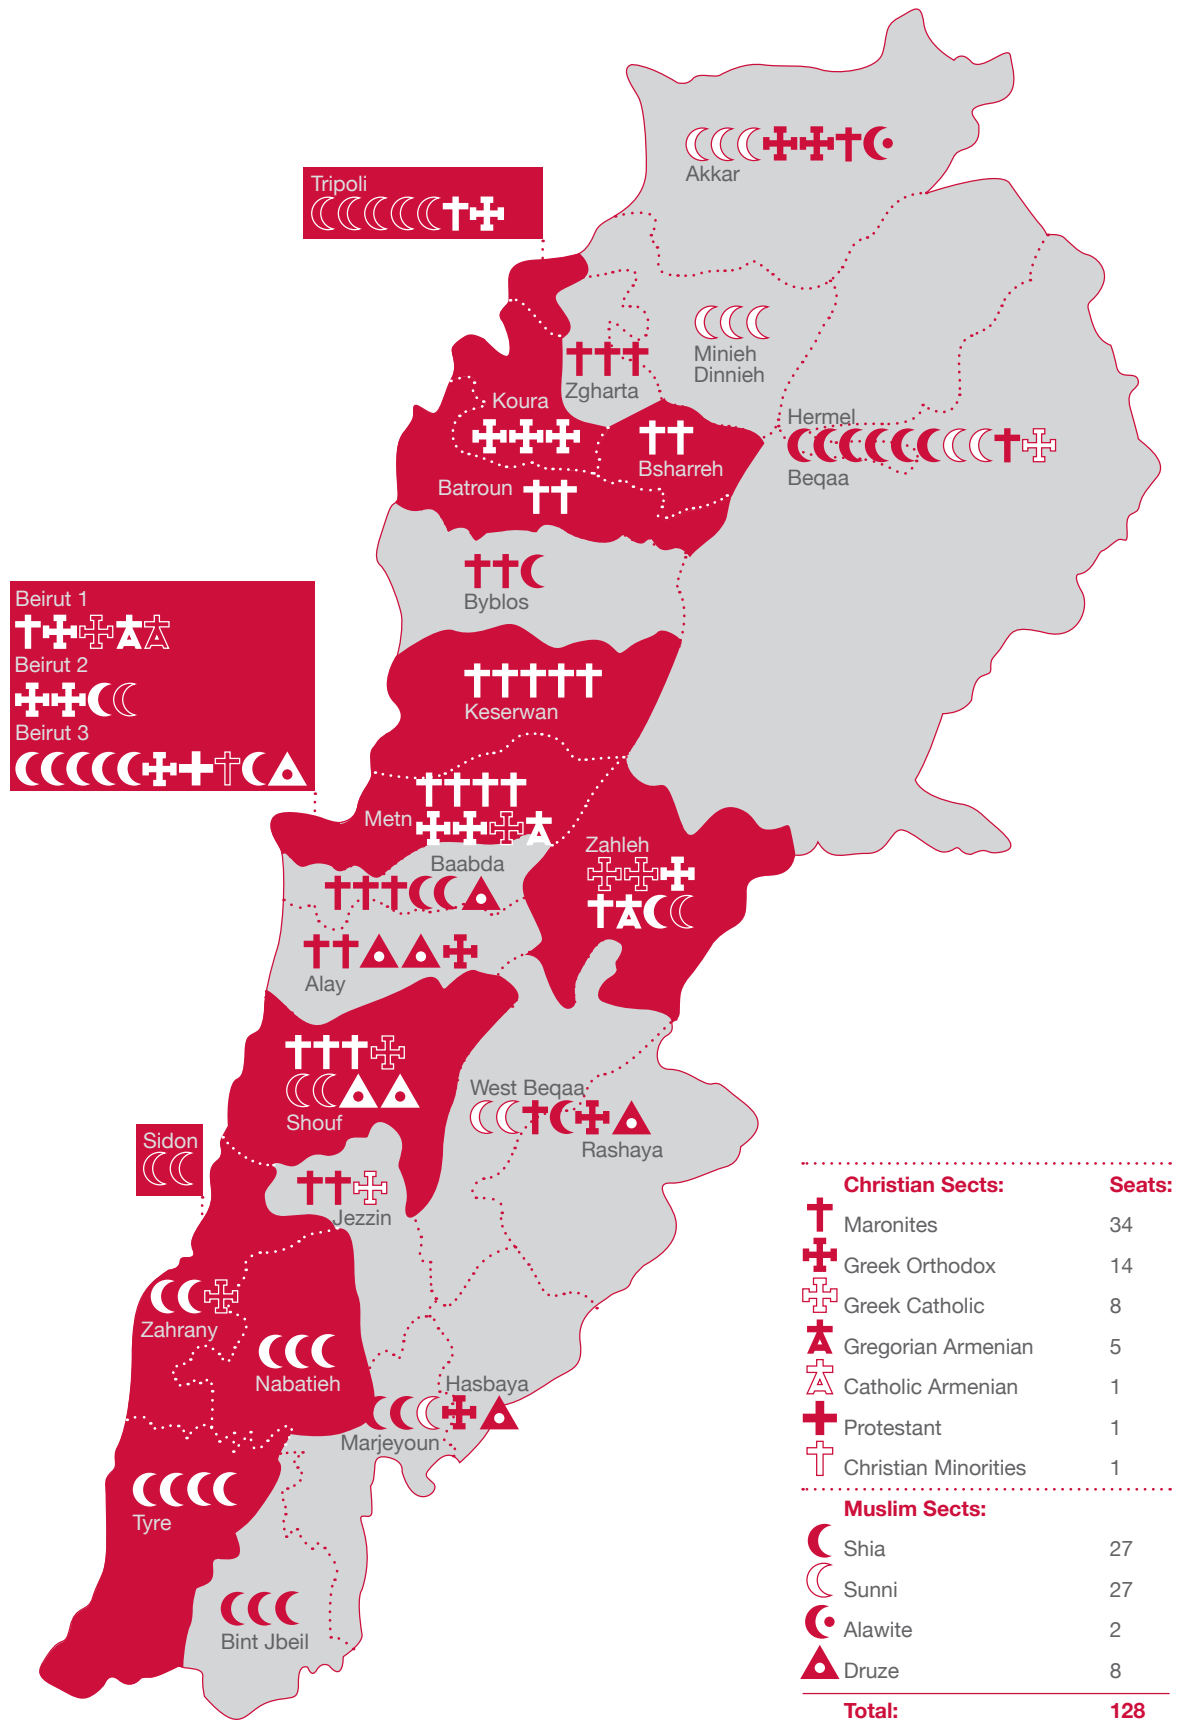 Akkar
Tripoli
Minieh
Dinnieh
Zgharta
Koura
Hermel
Bsharreh
Beqaa
Batroun
Byblos
Beirut 1
Beirut 2
Beirut 3
Keserwan
Metn
Zahleh
Baabda
Alay
West Beqaa
Shouf
Rashaya
Sidon
Jezzin
Zahrany
Nabatieh
Hasbaya
Marjeyoun
Tyre
Bint Jbeil
Christian Sects: Seats:
Maronites 34
Greek Orthodox 14
Greek Catholic 8
Gregorian Armenian 5
Catholic Armenian 1
Protestant 1
Christian Minorities 1
Muslim Sects:
Shia 27
Sunni 27
Alawite 2
Druze 8
Total: 128